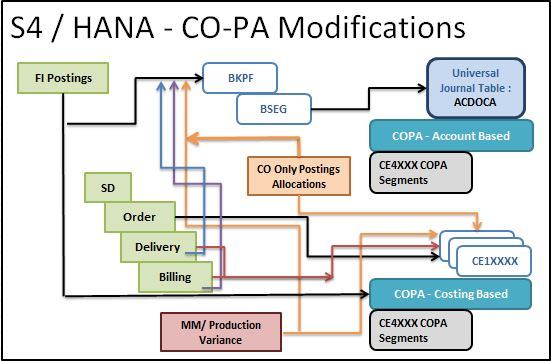 S4 / HANA - CO-PA Modifications
FI Postings
BKPF
BSEG
Universal
Journal Table :
ACDOCA
COPA - Account Based
CE4XXX COPA
Segments
CO Only Postings
Allocations
SD
Order
Delivery
Billing
CE1XXXX
COPA - Costing Based
CE4XXX COPA
Segments
MM/ Production
Variance